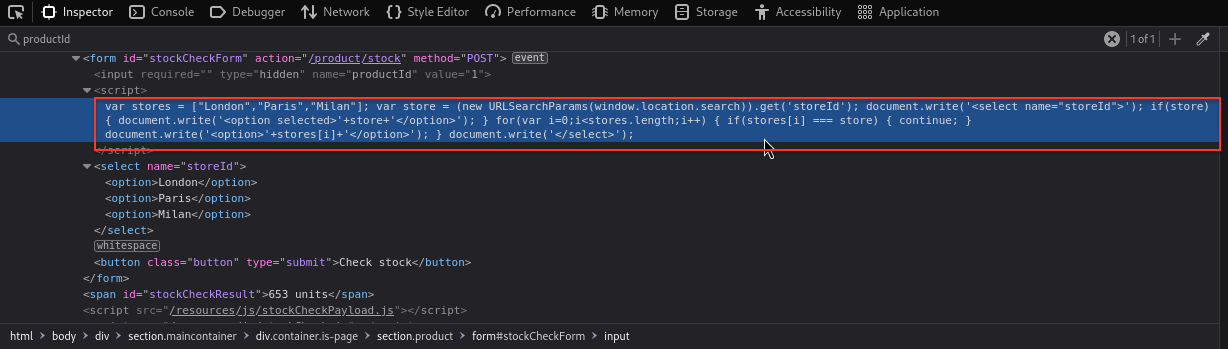 Inspector Console Debugger Network Style Editor Performance Memory Storage Accessibility Application
productId 1 of 1
<form id="stockCheckForm" action="/product/stock" method="POST"> event
<input required="" type="hidden" name="productId" value="1">
<script>
var stores = ["London","Paris","Milan"]; var store = (new URLSearchParams(window.location.search)).get('storeId'); document.write('<select name="storeId">'); if(store)
{ document.write('<option selected>'+store+'</option>'); } for(var i=0;i<stores.length;i++) { if(stores[i] === store) { continue; }
document.write('<option>'+stores[i]+'</option>'); } document.write('</select>');
</script>
<select name="storeId">
<option>London</option>
<option>Paris</option>
<option>Milan</option>
</select>
whitespace
<button class="button" type="submit">Check stock</button>
</form>
<span id="stockCheckResult">653 units</span>
<script src="/resources/js/stockCheckPayload.js"></script>
html body div section.maincontainer div.container.is-page section.product form#stockCheckForm input